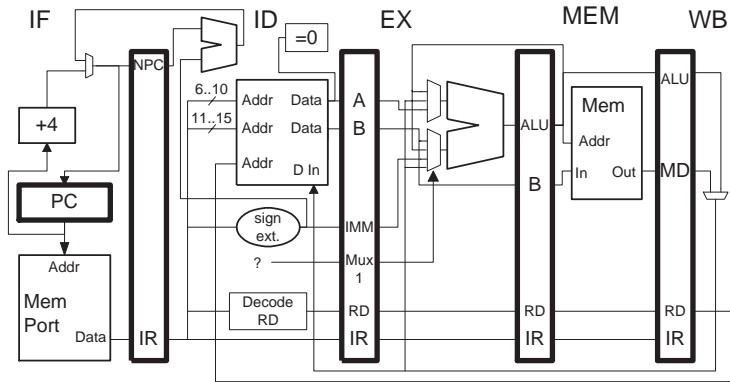 IF ID EX MEM WB
=0
NPC
6..10
Addr Data A
11..15
Addr Data B
+4
Addr
D In
ALU
Mem
Addr
ALU
PC
B
In Out
MD
sign
ext.
IMM
?
Mux
1
Addr
Mem
Port
Data
Decode
RD
RD
RD
RD
IR
IR
IR
IR